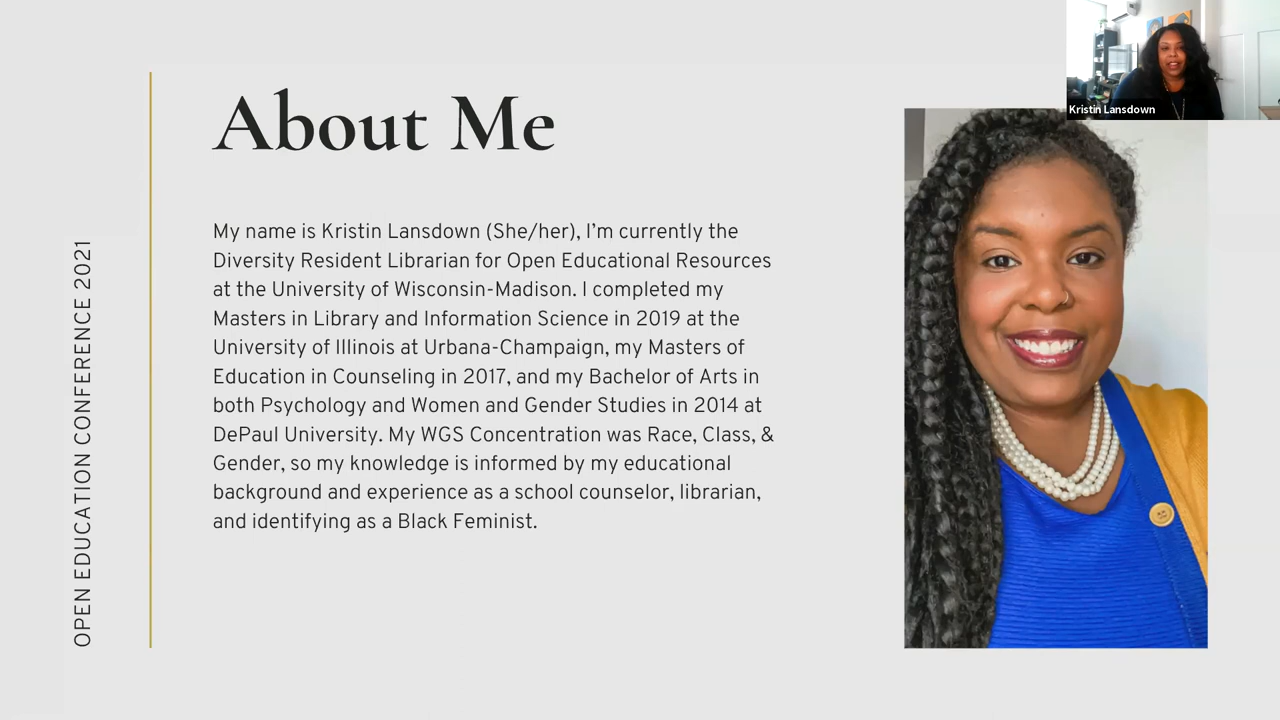 About Me
My name is Kristin Lansdown (She/her), I'm currently the
Diversity Resident Librarian for Open Educational Resources
at the University of Wisconsin-Madison. I completed my
Masters in Library and Information Science in 2019 at the
University of Illinois at Urbana-Champaign, my Masters of
Education in Counseling in 2017, and my Bachelor of Arts in
both Psychology and Women and Gender Studies in 2014 at
DePaul University. My WGS Concentration was Race, Class, &
Gender, so my knowledge is informed by my educational
background and experience as a school counselor, librarian,
and identifying as a Black Feminist.
OPEN EDUCATION CONFERENCE 2021
Kristin Lansdown